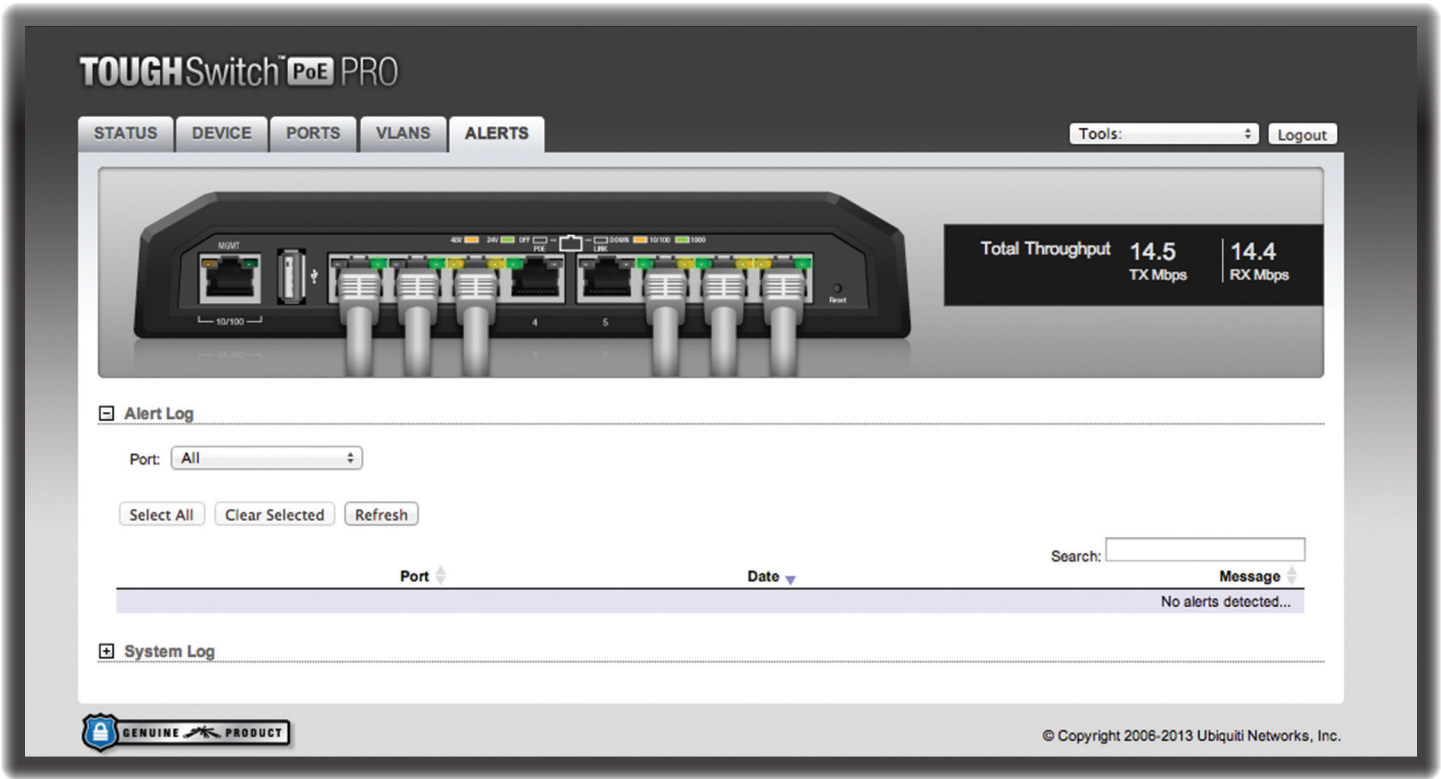 TOUGHSwitch™ PoE PRO
STATUS DEVICE PORTS VLANS ALERTS
Tools: Logout
MGMT
48V 24V OFF POE LINK DOWN 10/100 1000
Total Throughput 14.5 14.4
TX Mbps RX Mbps
Reset
10/100 4 5
Alert Log
Port: All
Select All Clear Selected Refresh
Search:
Port Date Message
No alerts detected...
System Log
GENUINE PRODUCT
© Copyright 2006-2013 Ubiquiti Networks, Inc.